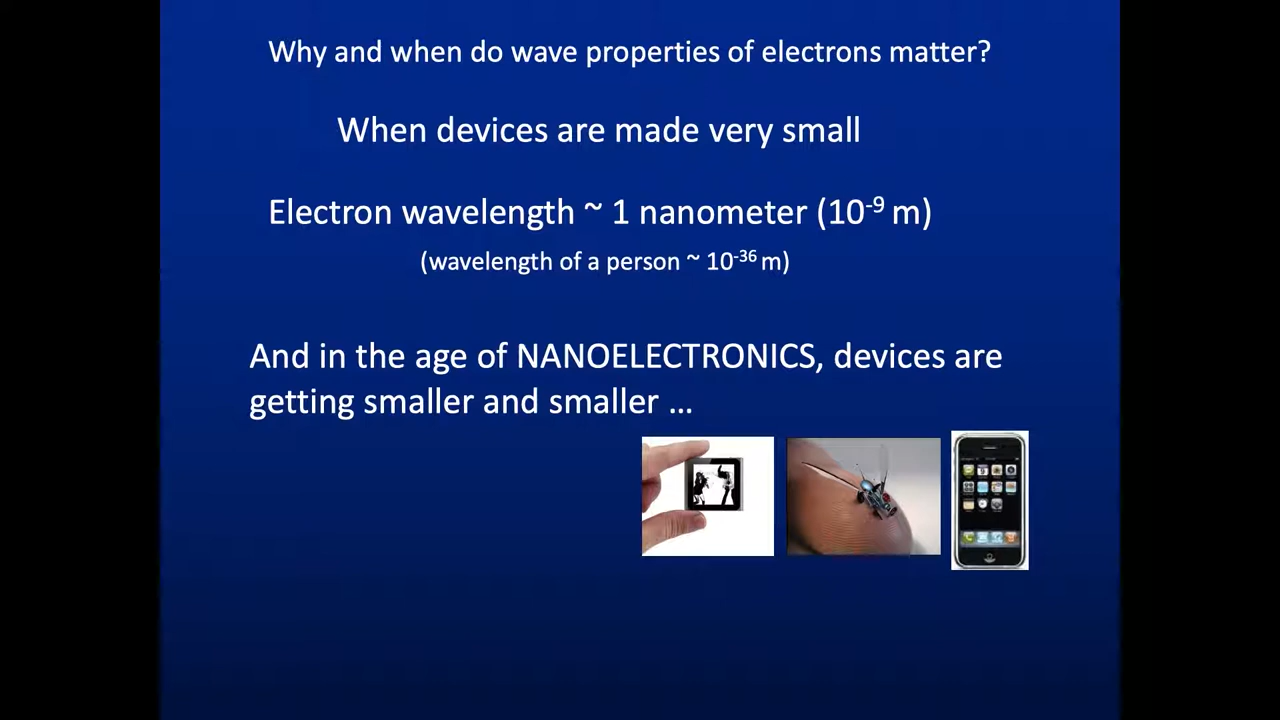 Why and when do wave properties of electrons matter?
When devices are made very small
Electron wavelength ~ 1 nanometer (10⁻⁹ m)
(wavelength of a person ~ 10⁻³⁶ m)
And in the age of NANOELECTRONICS, devices are
getting smaller and smaller …